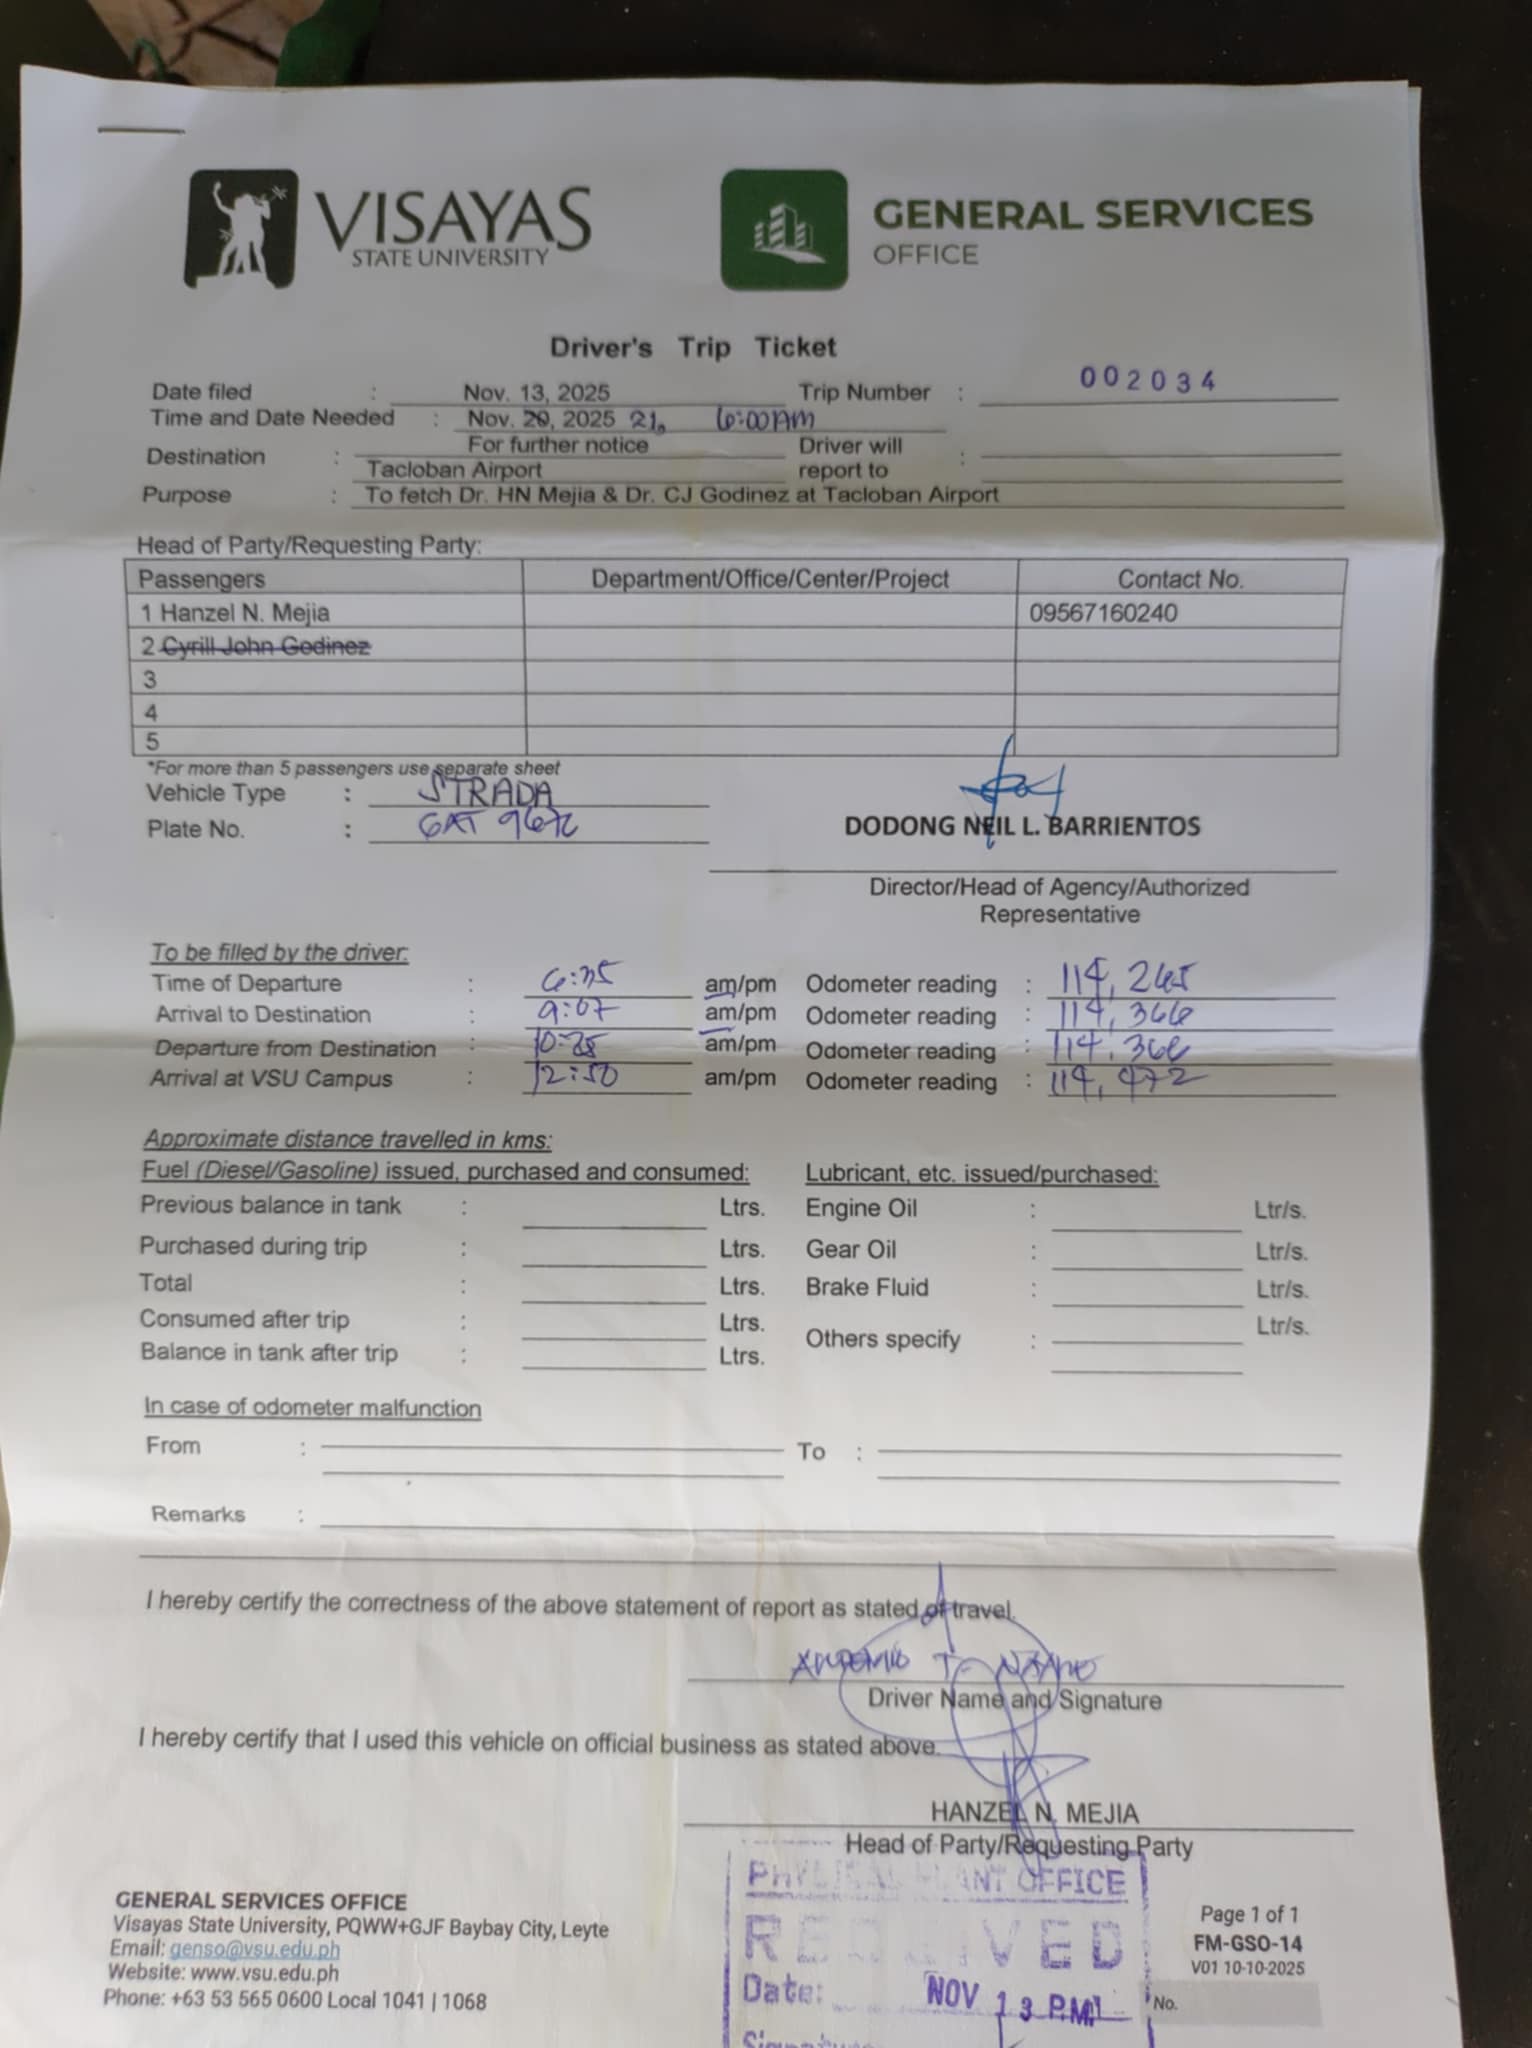 VISAYAS
STATE UNIVERSITY
GENERAL SERVICES
OFFICE
Driver's Trip Ticket
Date filed : Nov. 13, 2025 Trip Number : 002034
Time and Date Needed : Nov. 20, 2025 21, 6:00AM
For further notice
Destination : Tacloban Airport Driver will report to :
Purpose : To fetch Dr. HN Mejia & Dr. CJ Godinez at Tacloban Airport
Head of Party/Requesting Party:
Passengers Department/Office/Center/Project Contact No.
1 Hanzel N. Mejia 09567160240
2 Cyrill John Godinez
3
4
5
*For more than 5 passengers use separate sheet
Vehicle Type : STRADA
Plate No. :
DODONG NEIL L. BARRIENTOS
Director/Head of Agency/Authorized
Representative
To be filled by the driver:
Time of Departure : 6:35 am/pm Odometer reading : 114, 265
Arrival to Destination : 9:07 am/pm Odometer reading : 114, 366
Departure from Destination : am/pm Odometer reading : 114, 366
Arrival at VSU Campus : 12:50 am/pm Odometer reading : 114, 472
Approximate distance travelled in kms:
Fuel (Diesel/Gasoline) issued, purchased and consumed: Lubricant, etc. issued/purchased:
Previous balance in tank : Ltrs. Engine Oil : Ltr/s.
Purchased during trip : Ltrs. Gear Oil : Ltr/s.
Total : Ltrs. Brake Fluid : Ltr/s.
Consumed after trip : Ltrs. Others specify : Ltr/s.
Balance in tank after trip : Ltrs.
In case of odometer malfunction
From : To :
Remarks :
I hereby certify the correctness of the above statement of report as stated of travel.
Driver Name and Signature
I hereby certify that I used this vehicle on official business as stated above.
HANZEL N. MEJIA
Head of Party/Requesting Party
PHYSICAL PLANT OFFICE
RECEIVED
Date: NOV 13 P.M.
GENERAL SERVICES OFFICE
Visayas State University, PQWW+GJF Baybay City, Leyte
Email: genso@vsu.edu.ph
Website: www.vsu.edu.ph
Phone: +63 53 565 0600 Local 1041 | 1068
Page 1 of 1
FM-GSO-14
V01 10-10-2025
No.